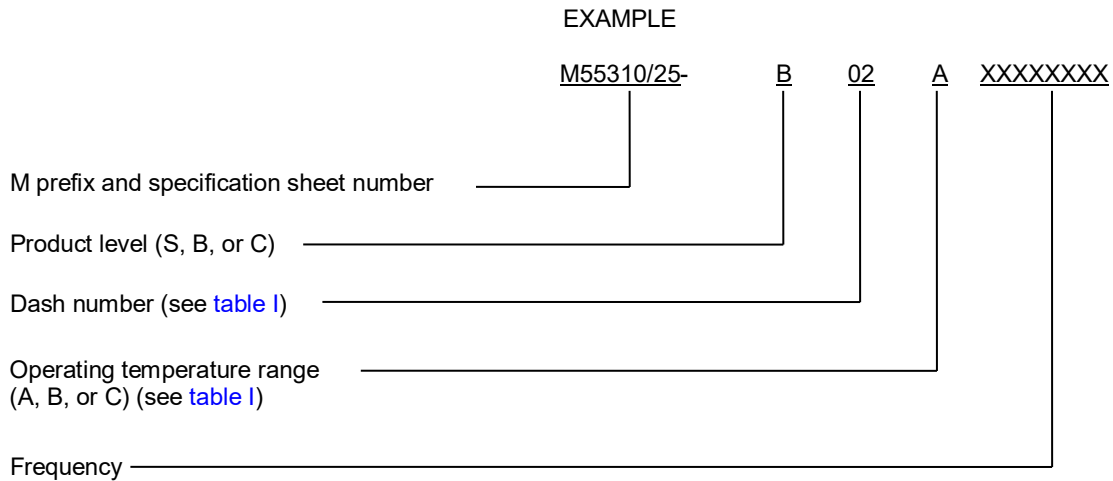 EXAMPLE
M55310/25- B 02 A XXXXXXXX
M prefix and specification sheet number
Product level (S, B, or C)
Dash number (see table I)
Operating temperature range
(A, B, or C) (see table I)
Frequency